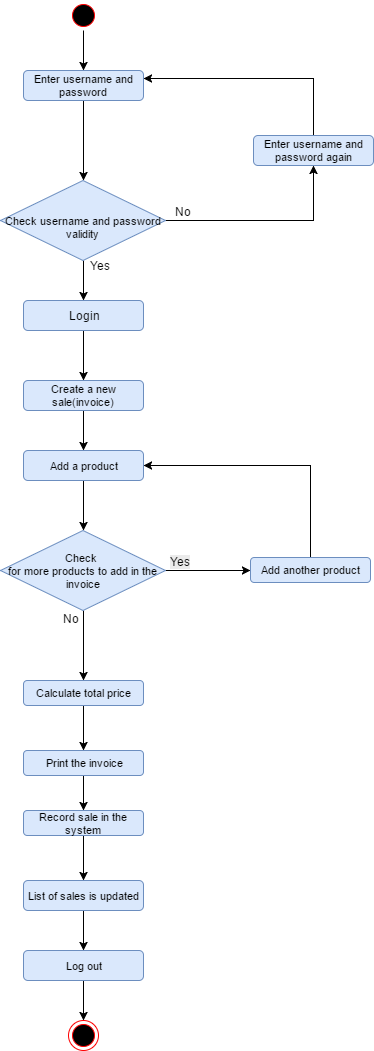 Enter username and
password
Enter username and
password again
No
Check username and password
validity
Yes
Login
Create a new
sale(invoice)
Add a product
Check
for more products to add in the
invoice
Yes
Add another product
No
Calculate total price
Print the invoice
Record sale in the
system
List of sales is updated
Log out